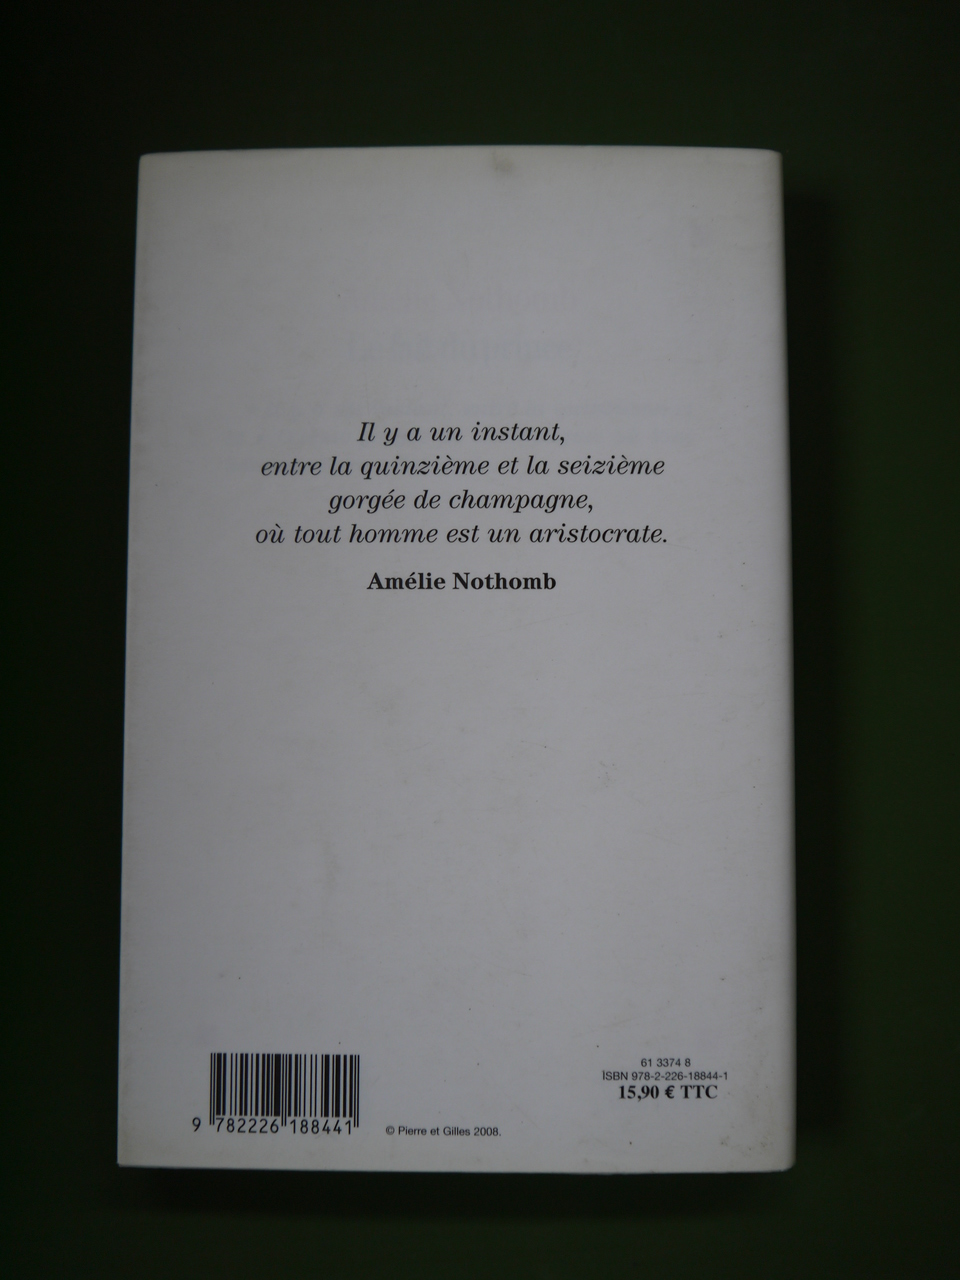 Il y a un instant,
entre la quinzième et la seizième
gorgée de champagne,
où tout homme est un aristocrate.
Amélie Nothomb
61 3374 8
ISBN 978-2-226-18844-1
15,90 € TTC
9 782226 188441
© Pierre et Gilles 2008.